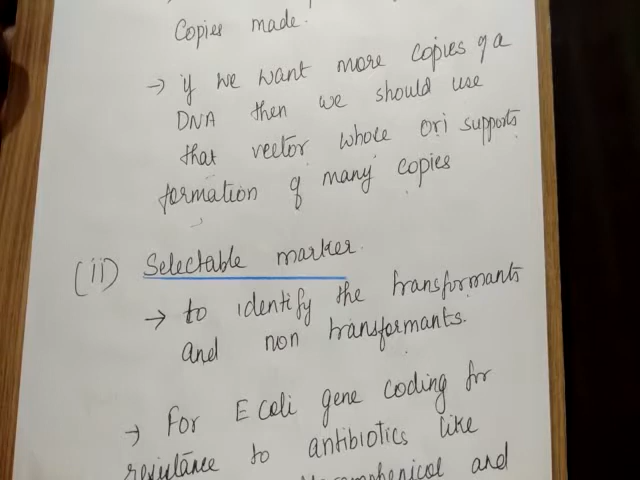 Copies made.
→ if we want more copies of a
DNA then we should use
that vector whose ori supports
formation of many copies
(ii) Selectable marker.
→ to identify the transformants
and non transformants.
→ For E coli gene coding for
resistance to antibiotics like
and